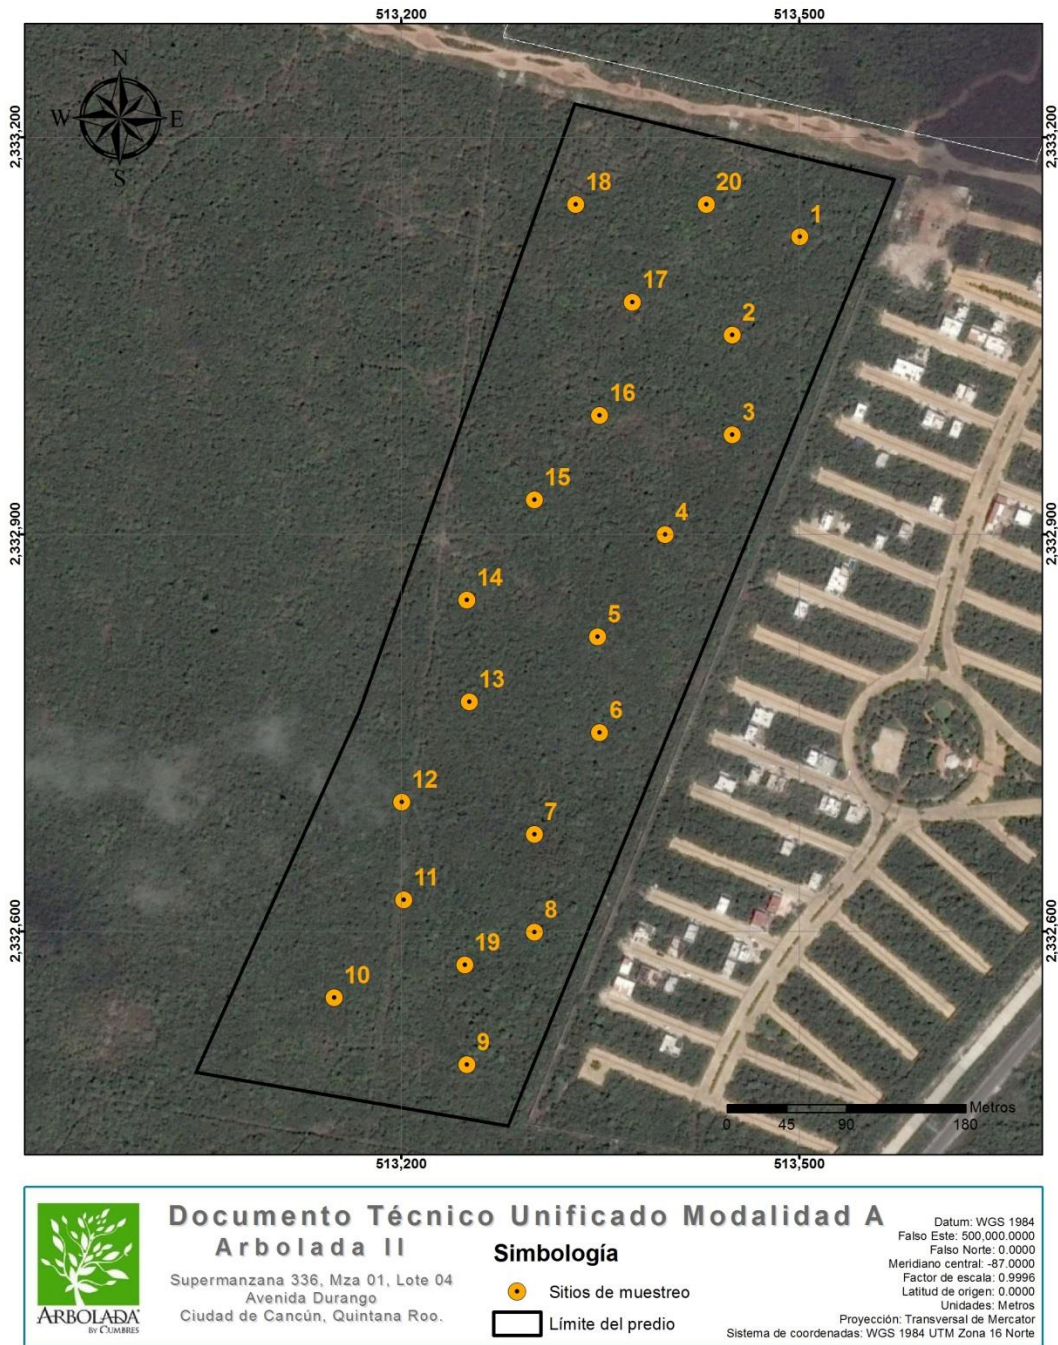 513,200
513,500
N
W
E
S
2,333,200
2,333,200
18
20
1
17
2
16
3
15
4
2,332,900
2,332,900
14
5
13
6
12
7
11
8
2,332,600
2,332,600
19
10
9
Metros
0
45
90
180
513,200
513,500
Documento Técnico Unificado Modalidad A
Arbolada II
Supermanzana 336, Mza 01, Lote 04
Avenida Durango
Ciudad de Cancún, Quintana Roo.
ARBOLADA
BY CUMBRES
Simbología
Sitios de muestreo
Límite del predio
Datum: WGS 1984
Falso Este: 500,000.0000
Falso Norte: 0.0000
Meridiano central: -87.0000
Factor de escala: 0.9996
Latitud de origen: 0.0000
Unidades: Metros
Proyección: Transversal de Mercator
Sistema de coordenadas: WGS 1984 UTM Zona 16 Norte